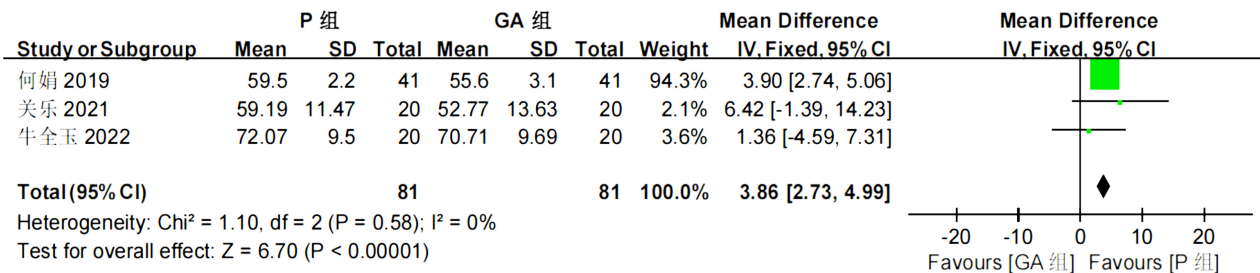 P 组 GA 组 Mean Difference Mean Difference
Study or Subgroup Mean SD Total Mean SD Total Weight IV, Fixed, 95% CI IV, Fixed, 95% CI
何娟 2019 59.5 2.2 41 55.6 3.1 41 94.3% 3.90 [2.74, 5.06]
关乐 2021 59.19 11.47 20 52.77 13.63 20 2.1% 6.42 [-1.39, 14.23]
牛全玉 2022 72.07 9.5 20 70.71 9.69 20 3.6% 1.36 [-4.59, 7.31]
Total (95% CI) 81 81 100.0% 3.86 [2.73, 4.99]
Heterogeneity: Chi² = 1.10, df = 2 (P = 0.58); I² = 0%
Test for overall effect: Z = 6.70 (P < 0.00001)
-20 -10 0 10 20
Favours [GA 组] Favours [P 组]